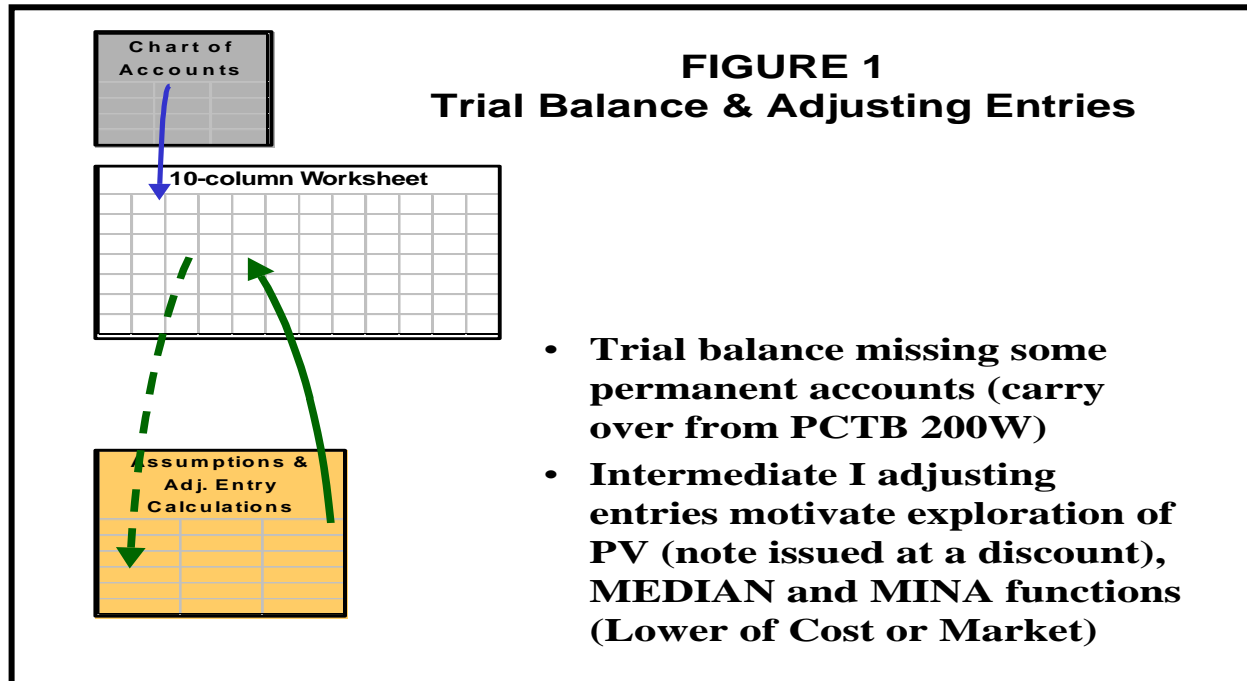 Chart of
Accounts
FIGURE 1
Trial Balance & Adjusting Entries
10-column Worksheet
Assumptions &
Adj. Entry
Calculations
• Trial balance missing some
permanent accounts (carry
over from PCTB 200W)
• Intermediate I adjusting
entries motivate exploration of
PV (note issued at a discount),
MEDIAN and MINA functions
(Lower of Cost or Market)